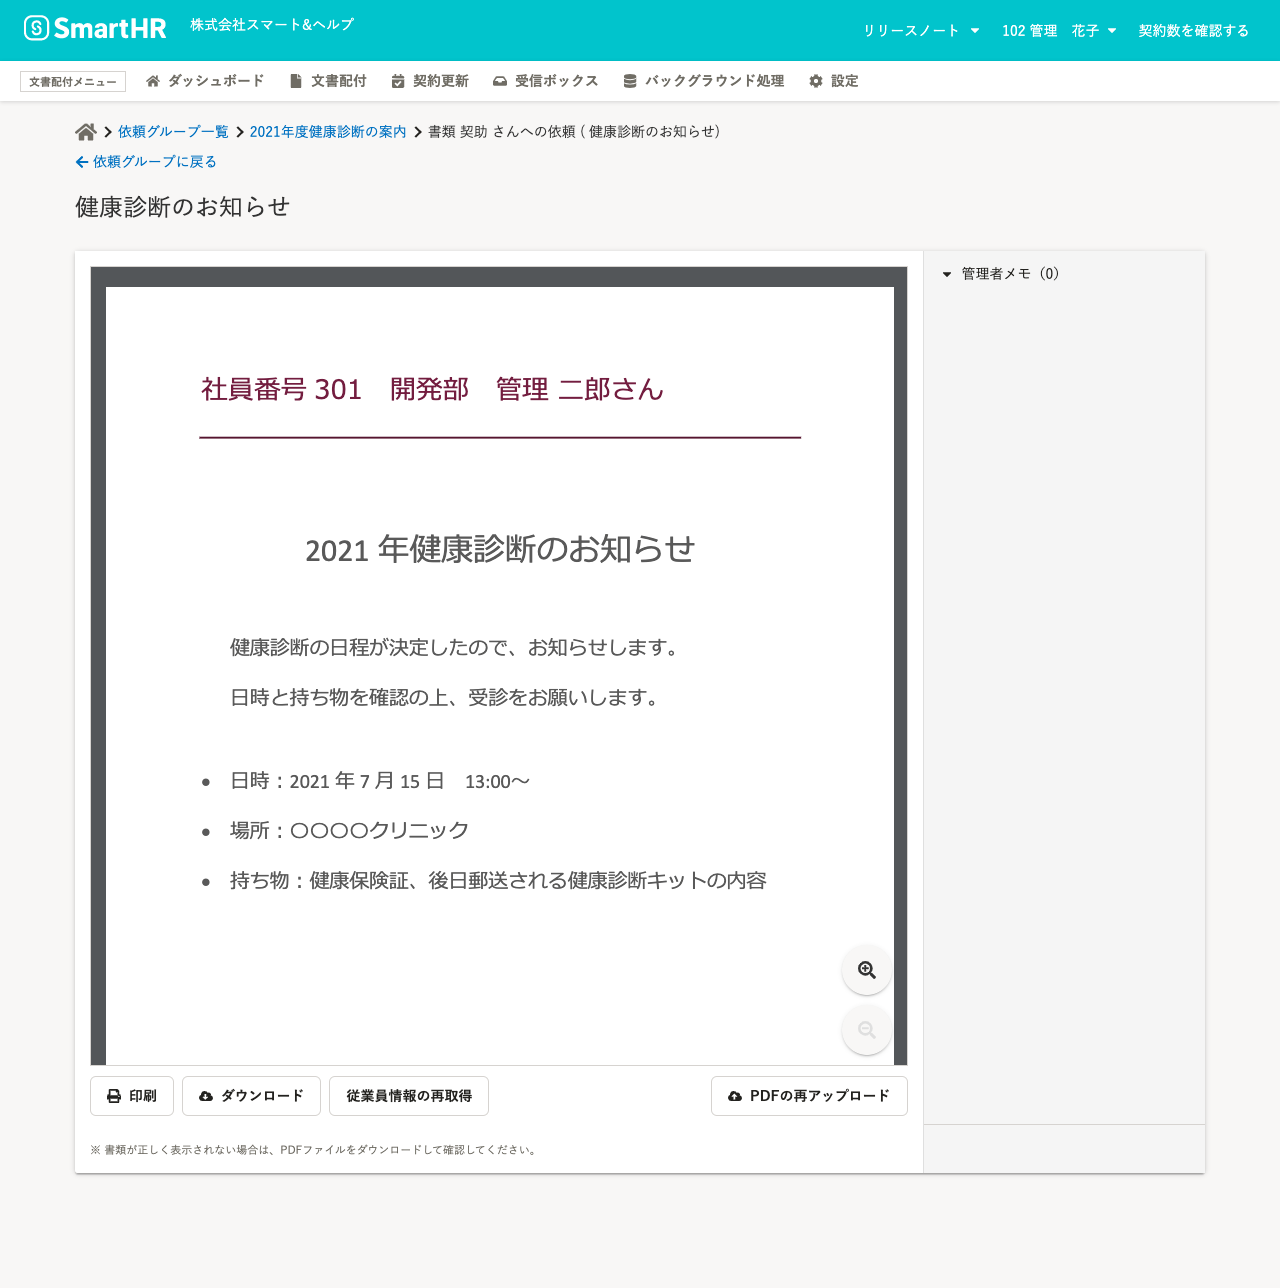 SmartHR 株式会社スマート&ヘルプ リリースノート 102 管理　花子 契約数を確認する
文書配付メニュー ダッシュボード 文書配付 契約更新 受信ボックス バックグラウンド処理 設定
依頼グループ一覧 2021年度健康診断の案内 書類 契助 さんへの依頼 ( 健康診断のお知らせ)
依頼グループに戻る
健康診断のお知らせ
管理者メモ（0）
社員番号 301　開発部　管理 二郎さん
2021 年健康診断のお知らせ
健康診断の日程が決定したので、お知らせします。
日時と持ち物を確認の上、受診をお願いします。
● 日時：2021 年 7 月 15 日　13:00～
● 場所：〇〇〇〇クリニック
● 持ち物：健康保険証、後日郵送される健康診断キットの内容
印刷 ダウンロード 従業員情報の再取得 PDFの再アップロード
※ 書類が正しく表示されない場合は、PDFファイルをダウンロードして確認してください。